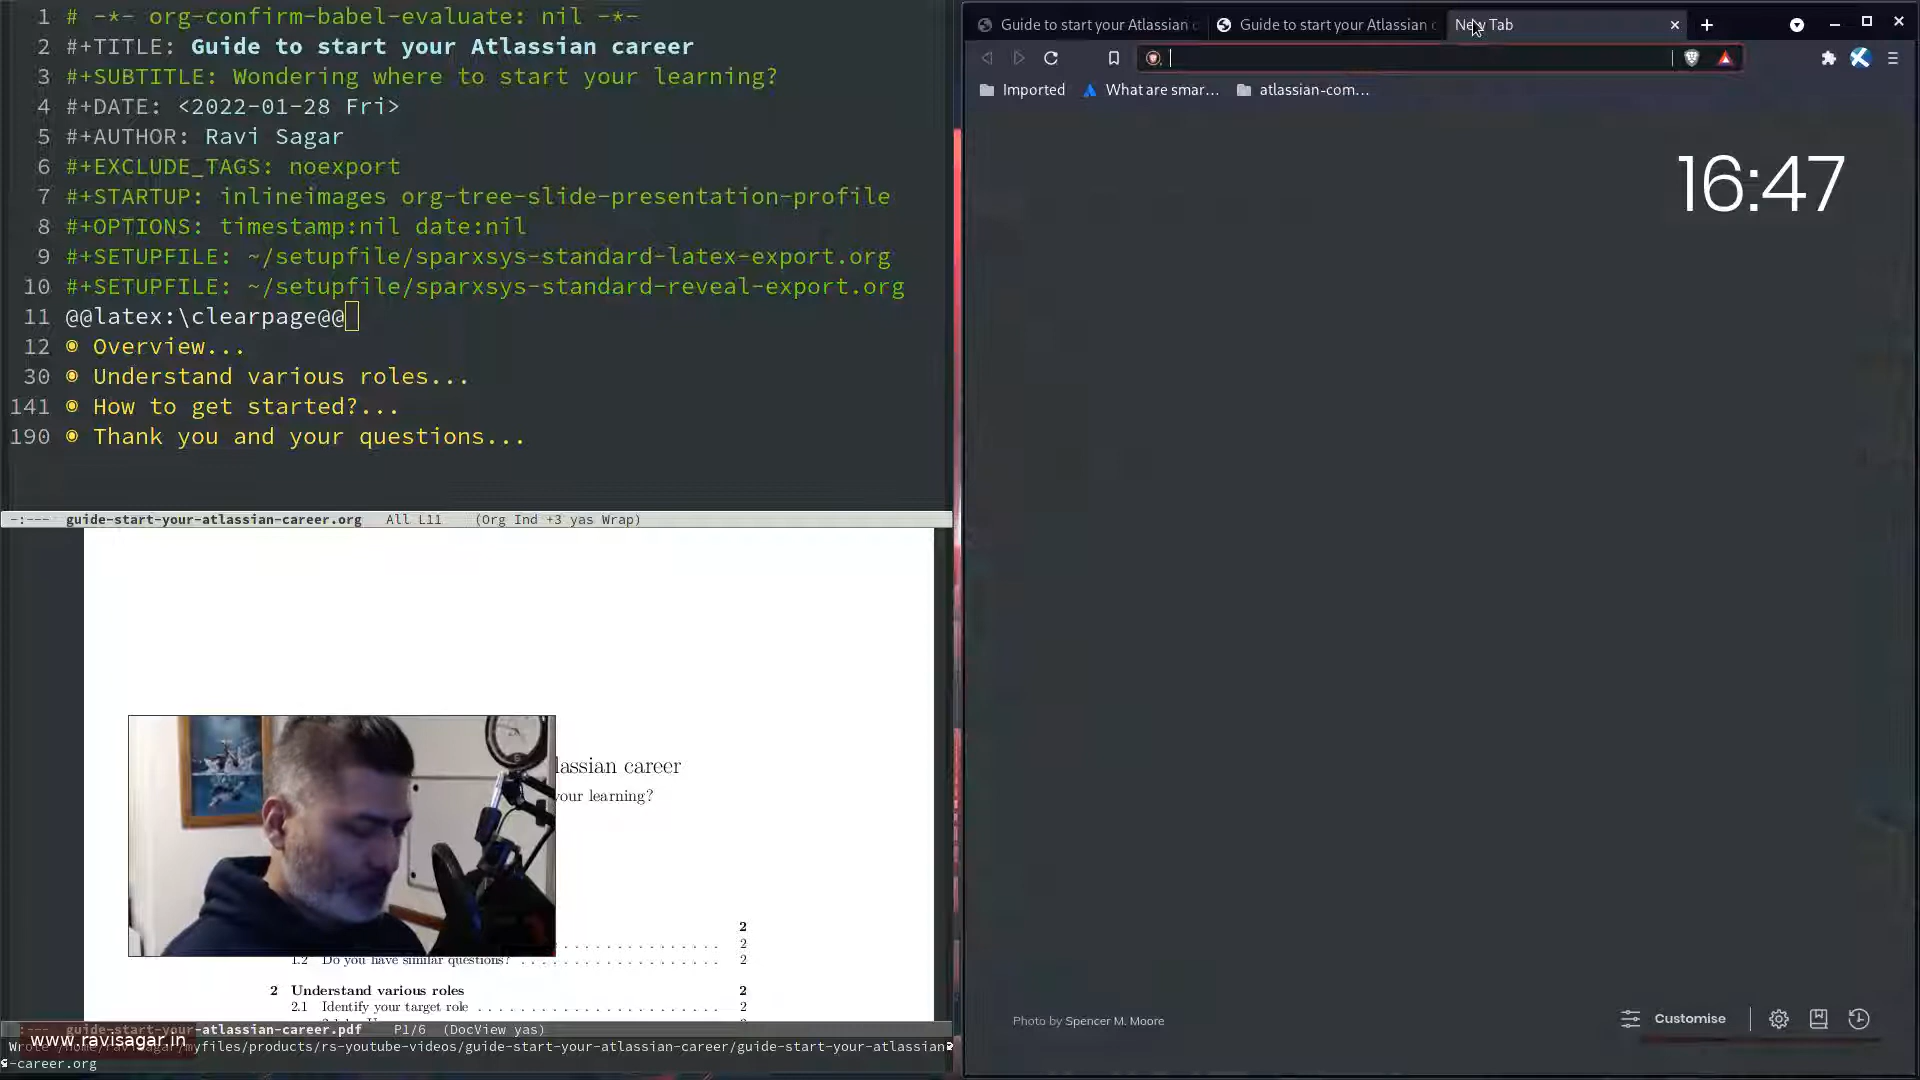 1 # -*- org-confirm-babel-evaluate: nil -*-
2 #+TITLE: Guide to start your Atlassian career
3 #+SUBTITLE: Wondering where to start your learning?
4 #+DATE: <2022-01-28 Fri>
5 #+AUTHOR: Ravi Sagar
6 #+EXCLUDE_TAGS: noexport
7 #+STARTUP: inlineimages org-tree-slide-presentation-profile
8 #+OPTIONS: timestamp:nil date:nil
9 #+SETUPFILE: ~/setupfile/sparxsys-standard-latex-export.org
10 #+SETUPFILE: ~/setupfile/sparxsys-standard-reveal-export.org
11 @@latex:\clearpage@@
12 ◉ Overview...
30 ◉ Understand various roles...
141 ◉ How to get started?...
190 ◉ Thank you and your questions...
-:--- guide-start-your-atlassian-career.org All L11 (Org Ind +3 yas Wrap)
lassian career
your learning?
2
2
1.2 Do you have similar questions? 2
2 Understand various roles 2
2.1 Identify your target role 2
guide-start-your-atlassian-career.pdf P1/6 (DocView yas)
www.ravisagar.in
Wrote /home/ravisagar/myfiles/products/rs-youtube-videos/guide-start-your-atlassian-career/guide-start-your-atlassian
-career.org
Guide to start your Atlassian c
Guide to start your Atlassian c
New Tab
Imported
What are smar...
atlassian-com...
16:47
Photo by Spencer M. Moore
Customise